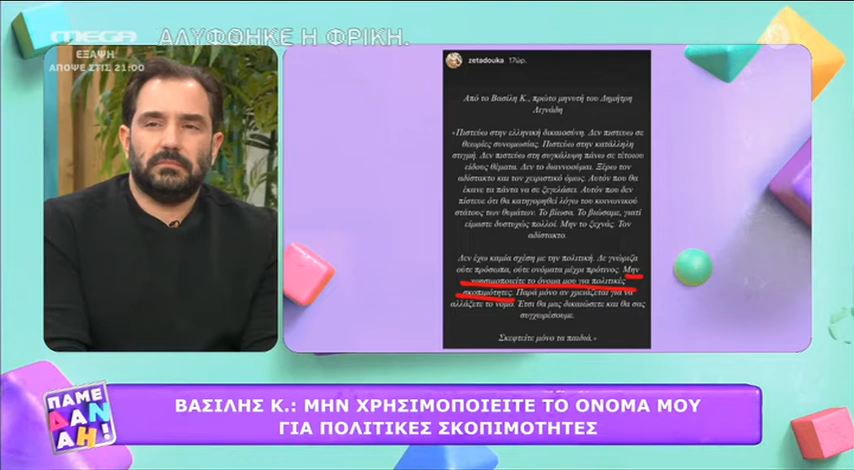 MEGA
ΕΞΑΨΗ
ΑΠΟΨΕ ΣΤΙΣ 21:00
ΑΛΥΦΘΗΚΕ Η ΦΡΙΚΗ.
zetadouka 17ώρ.
Από το Βασίλη Κ., πρώτο μηνυτή του Δημήτρη
Λιγνάδη
«Πιστεύω στην ελληνική δικαιοσύνη. Δεν πιστευω σε
θεωρίες συνομωσίας. Πιστεύω στην κατάλληλη
στιγμή. Δεν πιστεύω στη συγκάλυψη πάνω σε τέτοιου
είδους θέματα. Δεν το διαννοούμαι. Ξέρω τον
αδίστακτο και τον χειριστικό όμως. Αυτόν που θα
έκανε τα πάντα να σε ξεγελάσει. Αυτόν που δεν
πίστευε ότι θα κατηγορηθεί λόγω του κοινωνικού
στάτους των θυμάτων. Το βίωσα. Το βιώσαμε, γιατί
είμαστε δυστυχώς πολλοί. Μην το ξεχνάς. Τον
αδίστακτο.
Δεν έχω καμία σχέση με την πολιτική. Δε γνώριζα
ούτε πρόσωπα, ούτε ονόματα μέχρι πρότινος. Μην
χρησιμοποιείτε το όνομα μου για πολιτικές
σκοπιμότητες. Παρά μόνο αν χρειάζεται για να
αλλάξετε το νόμο. Έτσι θα μας δικαιώσετε και θα σας
συγχωρέσουμε.
Σκεφτείτε μόνο τα παιδιά.»
ΠΑΜΕ
ΔΑΝ
ΑΗ!
ΒΑΣΙΛΗΣ Κ.: ΜΗΝ ΧΡΗΣΙΜΟΠΟΙΕΙΤΕ ΤΟ ΟΝΟΜΑ ΜΟΥ
ΓΙΑ ΠΟΛΙΤΙΚΕΣ ΣΚΟΠΙΜΟΤΗΤΕΣ